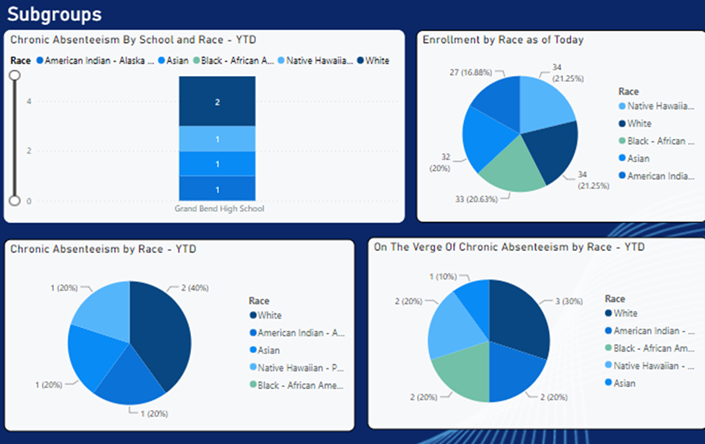 Subgroups
Chronic Absenteeism By School and Race - YTD
Race American Indian - Alaska ... Asian Black - African A... Native Hawaiia... White
4
2
0
2
1
1
1
Grand Bend High School
Enrollment by Race as of Today
27 (16.88%)
34
(21.25%)
32
(20%)
33 (20.63%)
34
(21.25%)
Race
Native Hawaiia...
White
Black - African ...
Asian
American India...
Chronic Absenteeism by Race - YTD
1 (20%)
2 (40%)
1 (20%)
1 (20%)
Race
White
American Indian - A...
Asian
Native Hawaiian - P...
Black - African Ame...
On The Verge Of Chronic Absenteeism by Race - YTD
1 (10%)
2 (20%)
3 (30%)
2 (20%)
2 (20%)
Race
White
American Indian - ...
Black - African Am...
Native Hawaiian - ...
Asian